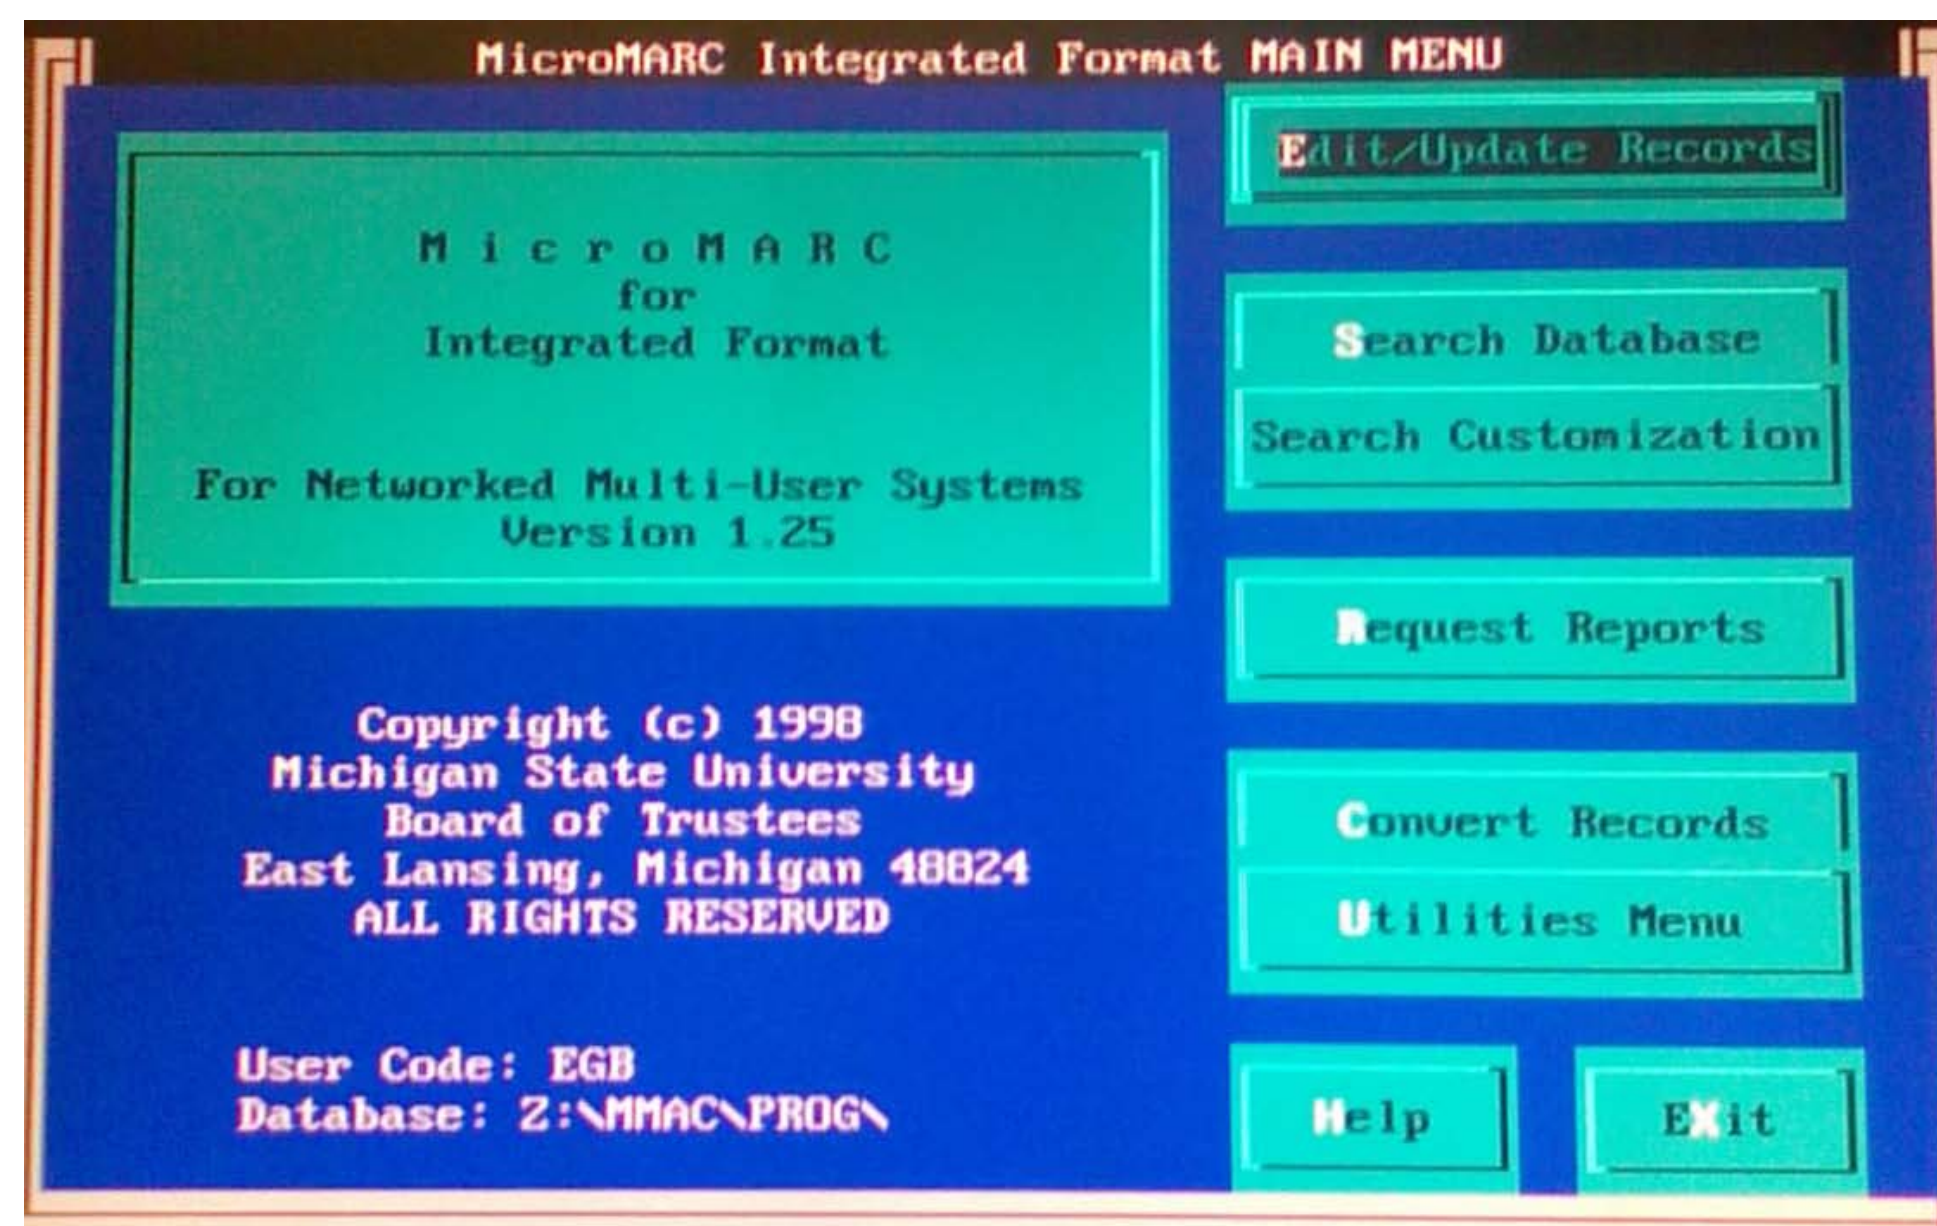 MicroMARC Integrated Format MAIN MENU
M i c r o M A R C
for
Integrated Format
For Networked Multi-User Systems
Version 1.25
Copyright (c) 1998
Michigan State University
Board of Trustees
East Lansing, Michigan 48824
ALL RIGHTS RESERVED
User Code: EGB
Database: Z:\MMAC\PROG\
Edit/Update Records
Search Database
Search Customization
Request Reports
Convert Records
Utilities Menu
Help
EXit